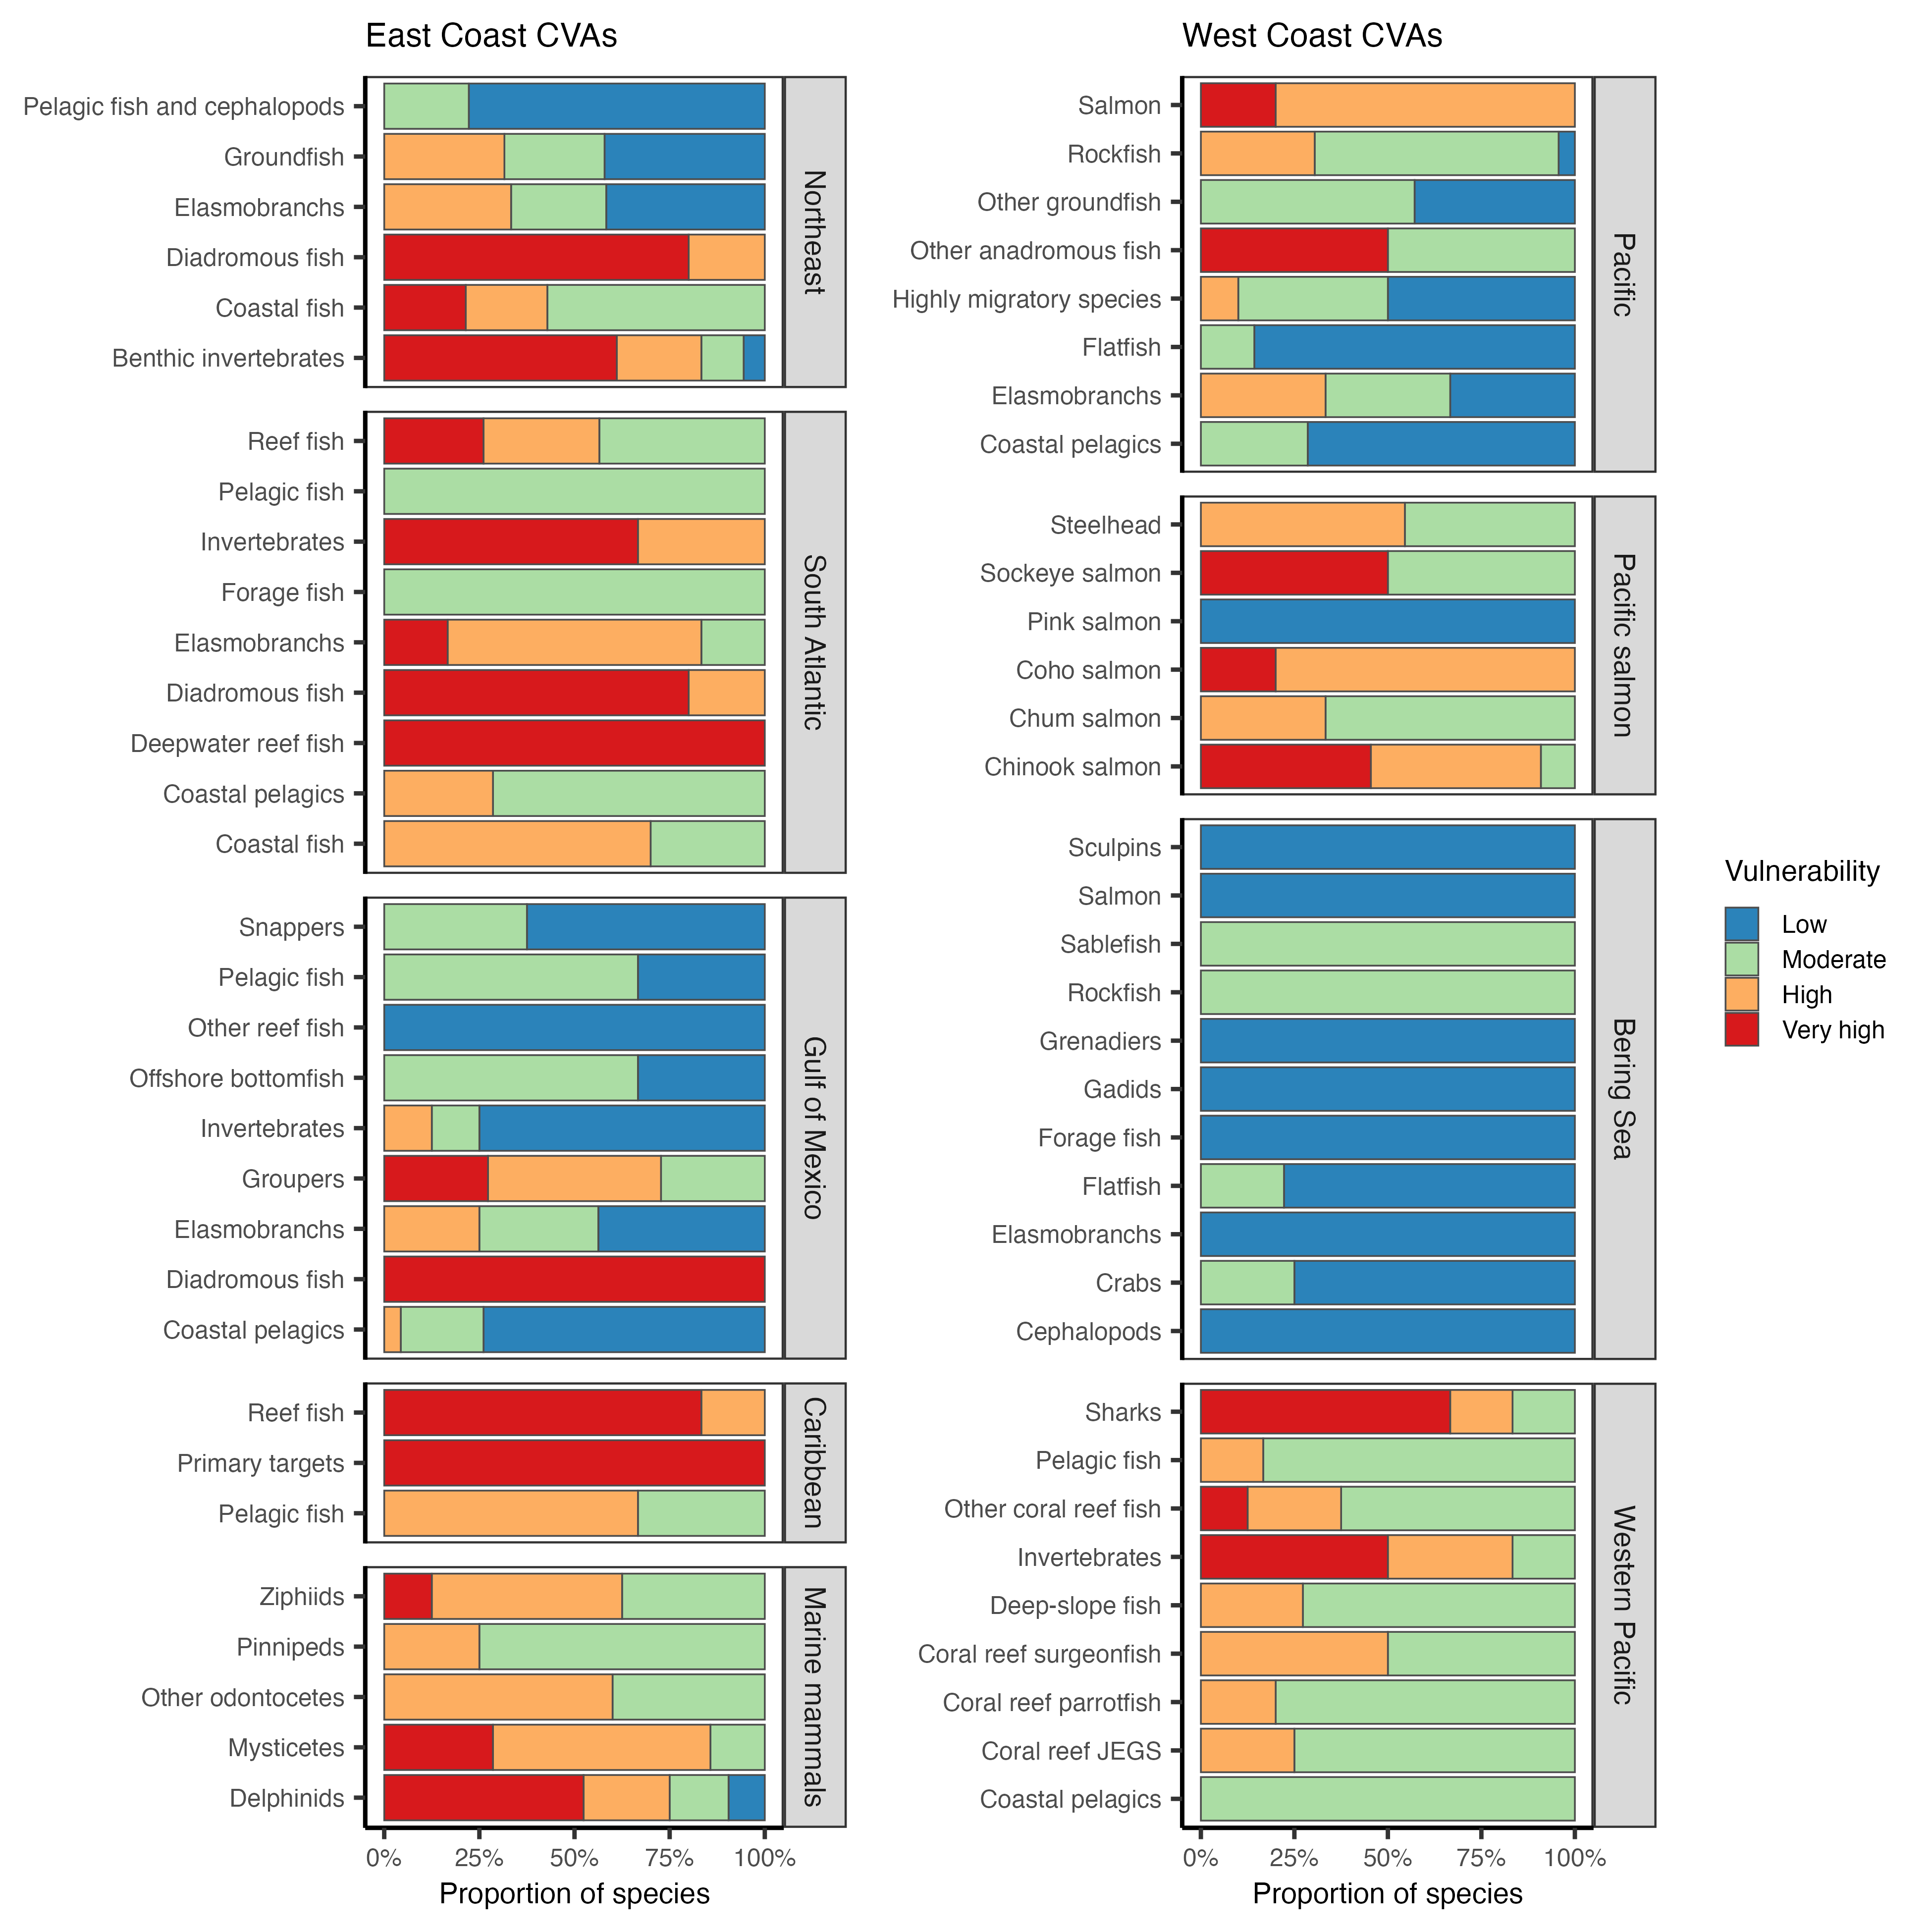 East Coast CVAs
Pelagic fish and cephalopods
Groundfish
Elasmobranchs
Diadromous fish
Coastal fish
Benthic invertebrates
Northeast
Reef fish
Pelagic fish
Invertebrates
Forage fish
Elasmobranchs
Diadromous fish
Deepwater reef fish
Coastal pelagics
Coastal fish
South Atlantic
Snappers
Pelagic fish
Other reef fish
Offshore bottomfish
Invertebrates
Groupers
Elasmobranchs
Diadromous fish
Coastal pelagics
Gulf of Mexico
Reef fish
Primary targets
Pelagic fish
Caribbean
Ziphiids
Pinnipeds
Other odontocetes
Mysticetes
Delphinids
Marine mammals
0% 25% 50% 75% 100%
Proportion of species
West Coast CVAs
Salmon
Rockfish
Other groundfish
Other anadromous fish
Highly migratory species
Flatfish
Elasmobranchs
Coastal pelagics
Pacific
Steelhead
Sockeye salmon
Pink salmon
Coho salmon
Chum salmon
Chinook salmon
Pacific salmon
Sculpins
Salmon
Sablefish
Rockfish
Grenadiers
Gadids
Forage fish
Flatfish
Elasmobranchs
Crabs
Cephalopods
Bering Sea
Sharks
Pelagic fish
Other coral reef fish
Invertebrates
Deep-slope fish
Coral reef surgeonfish
Coral reef parrotfish
Coral reef JEGS
Coastal pelagics
Western Pacific
0% 25% 50% 75% 100%
Proportion of species
Vulnerability
Low
Moderate
High
Very high